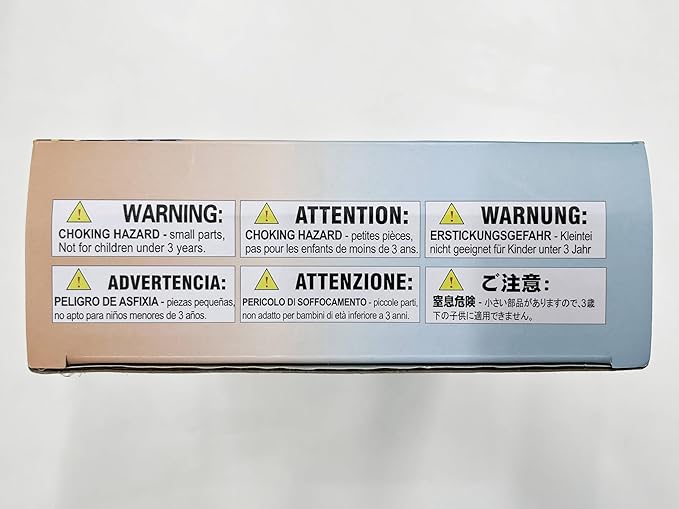 WARNING:
CHOKING HAZARD - small parts,
Not for children under 3 years.
ATTENTION:
CHOKING HAZARD - petites pièces,
pas pour les enfants de moins de 3 ans.
WARNUNG:
ERSTICKUNGSGEFAHR - Kleintei
nicht geeignet für Kinder unter 3 Jahr
ADVERTENCIA:
PELIGRO DE ASFIXIA - piezas pequeñas,
no apto para niños menores de 3 años.
ATTENZIONE:
PERICOLO DI SOFFOCAMENTO - piccole parti,
non adatto per bambini di età inferiore a 3 anni.
ご注意:
窒息危険 - 小さい部品がありますので、3歳
下の子供に適用できません。